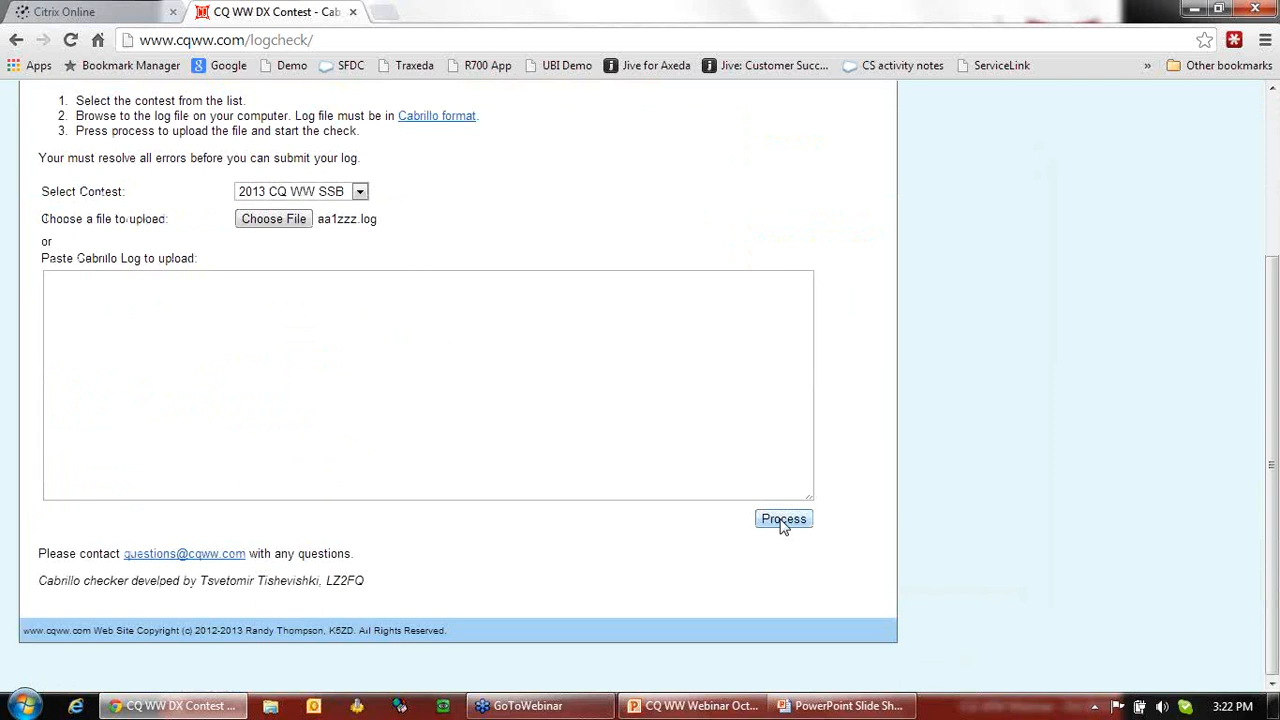 Citrix Online
CQ WW DX Contest - Cab
www.cqww.com/logcheck/
Apps Bookmark Manager Google Demo SFDC Traxeda R700 App UBI Demo Jive for Axeda Jive: Customer Succ... CS activity notes ServiceLink » Other bookmarks
1. Select the contest from the list.
2. Browse to the log file on your computer. Log file must be in Cabrillo format.
3. Press process to upload the file and start the check.
Your must resolve all errors before you can submit your log.
Select Contest: 2013 CQ WW SSB
Choose a file to upload: Choose File aa1zzz.log
or
Paste Cabrillo Log to upload:
Process
Please contact questions@cqww.com with any questions.
Cabrillo checker develped by Tsvetomir Tishevishki, LZ2FQ
www.cqww.com Web Site Copyright (c) 2012-2013 Randy Thompson, K5ZD. All Rights Reserved.
CQ WW DX Contest ... GoToWebinar CQ WW Webinar Oct... PowerPoint Slide Sh... 3:22 PM